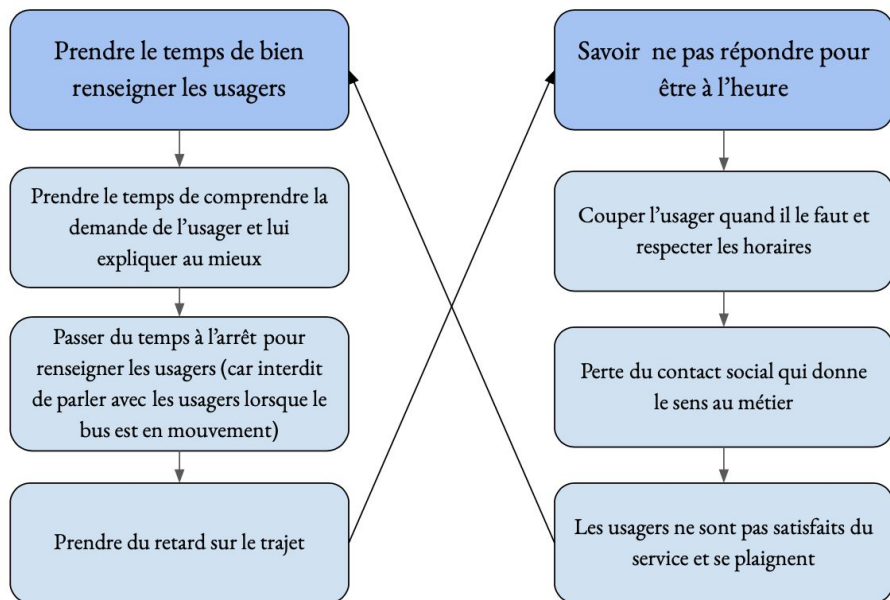 Prendre le temps de bien
renseigner les usagers
Prendre le temps de comprendre la
demande de l'usager et lui
expliquer au mieux
Passer du temps à l'arrêt pour
renseigner les usagers (car interdit
de parler avec les usagers lorsque le
bus est en mouvement)
Prendre du retard sur le trajet
Savoir  ne pas répondre pour
être à l'heure
Couper l'usager quand il le faut et
respecter les horaires
Perte du contact social qui donne
le sens au métier
Les usagers ne sont pas satisfaits du
service et se plaignent